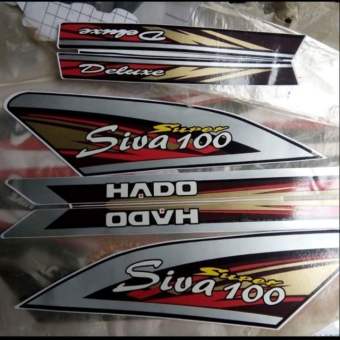 Deluxe
Deluxe
Super
Siva 100
HADO
HADO
Super
Siva 100